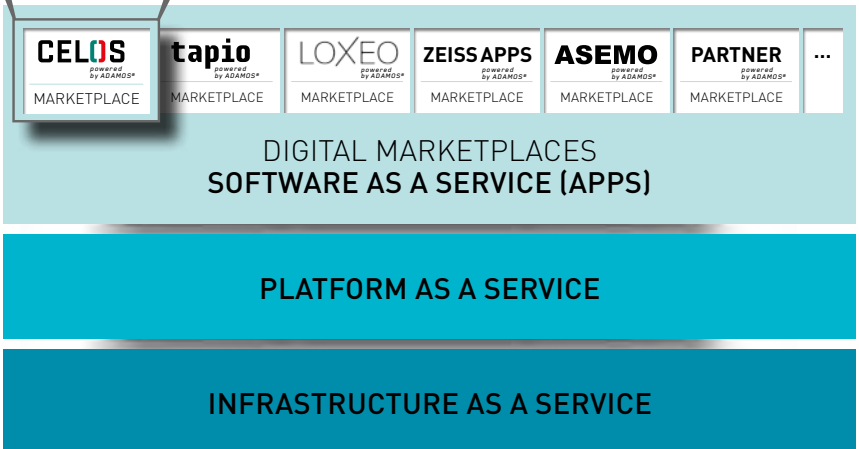 CELOS
powered
by ADAMOS®
MARKETPLACE
tapio
powered
by ADAMOS®
MARKETPLACE
LOXEO
powered
by ADAMOS®
MARKETPLACE
ZEISS APPS
powered
by ADAMOS®
MARKETPLACE
ASEMO
powered
by ADAMOS®
MARKETPLACE
PARTNER
powered
by ADAMOS®
MARKETPLACE
...
DIGITAL MARKETPLACES
SOFTWARE AS A SERVICE (APPS)
PLATFORM AS A SERVICE
INFRASTRUCTURE AS A SERVICE